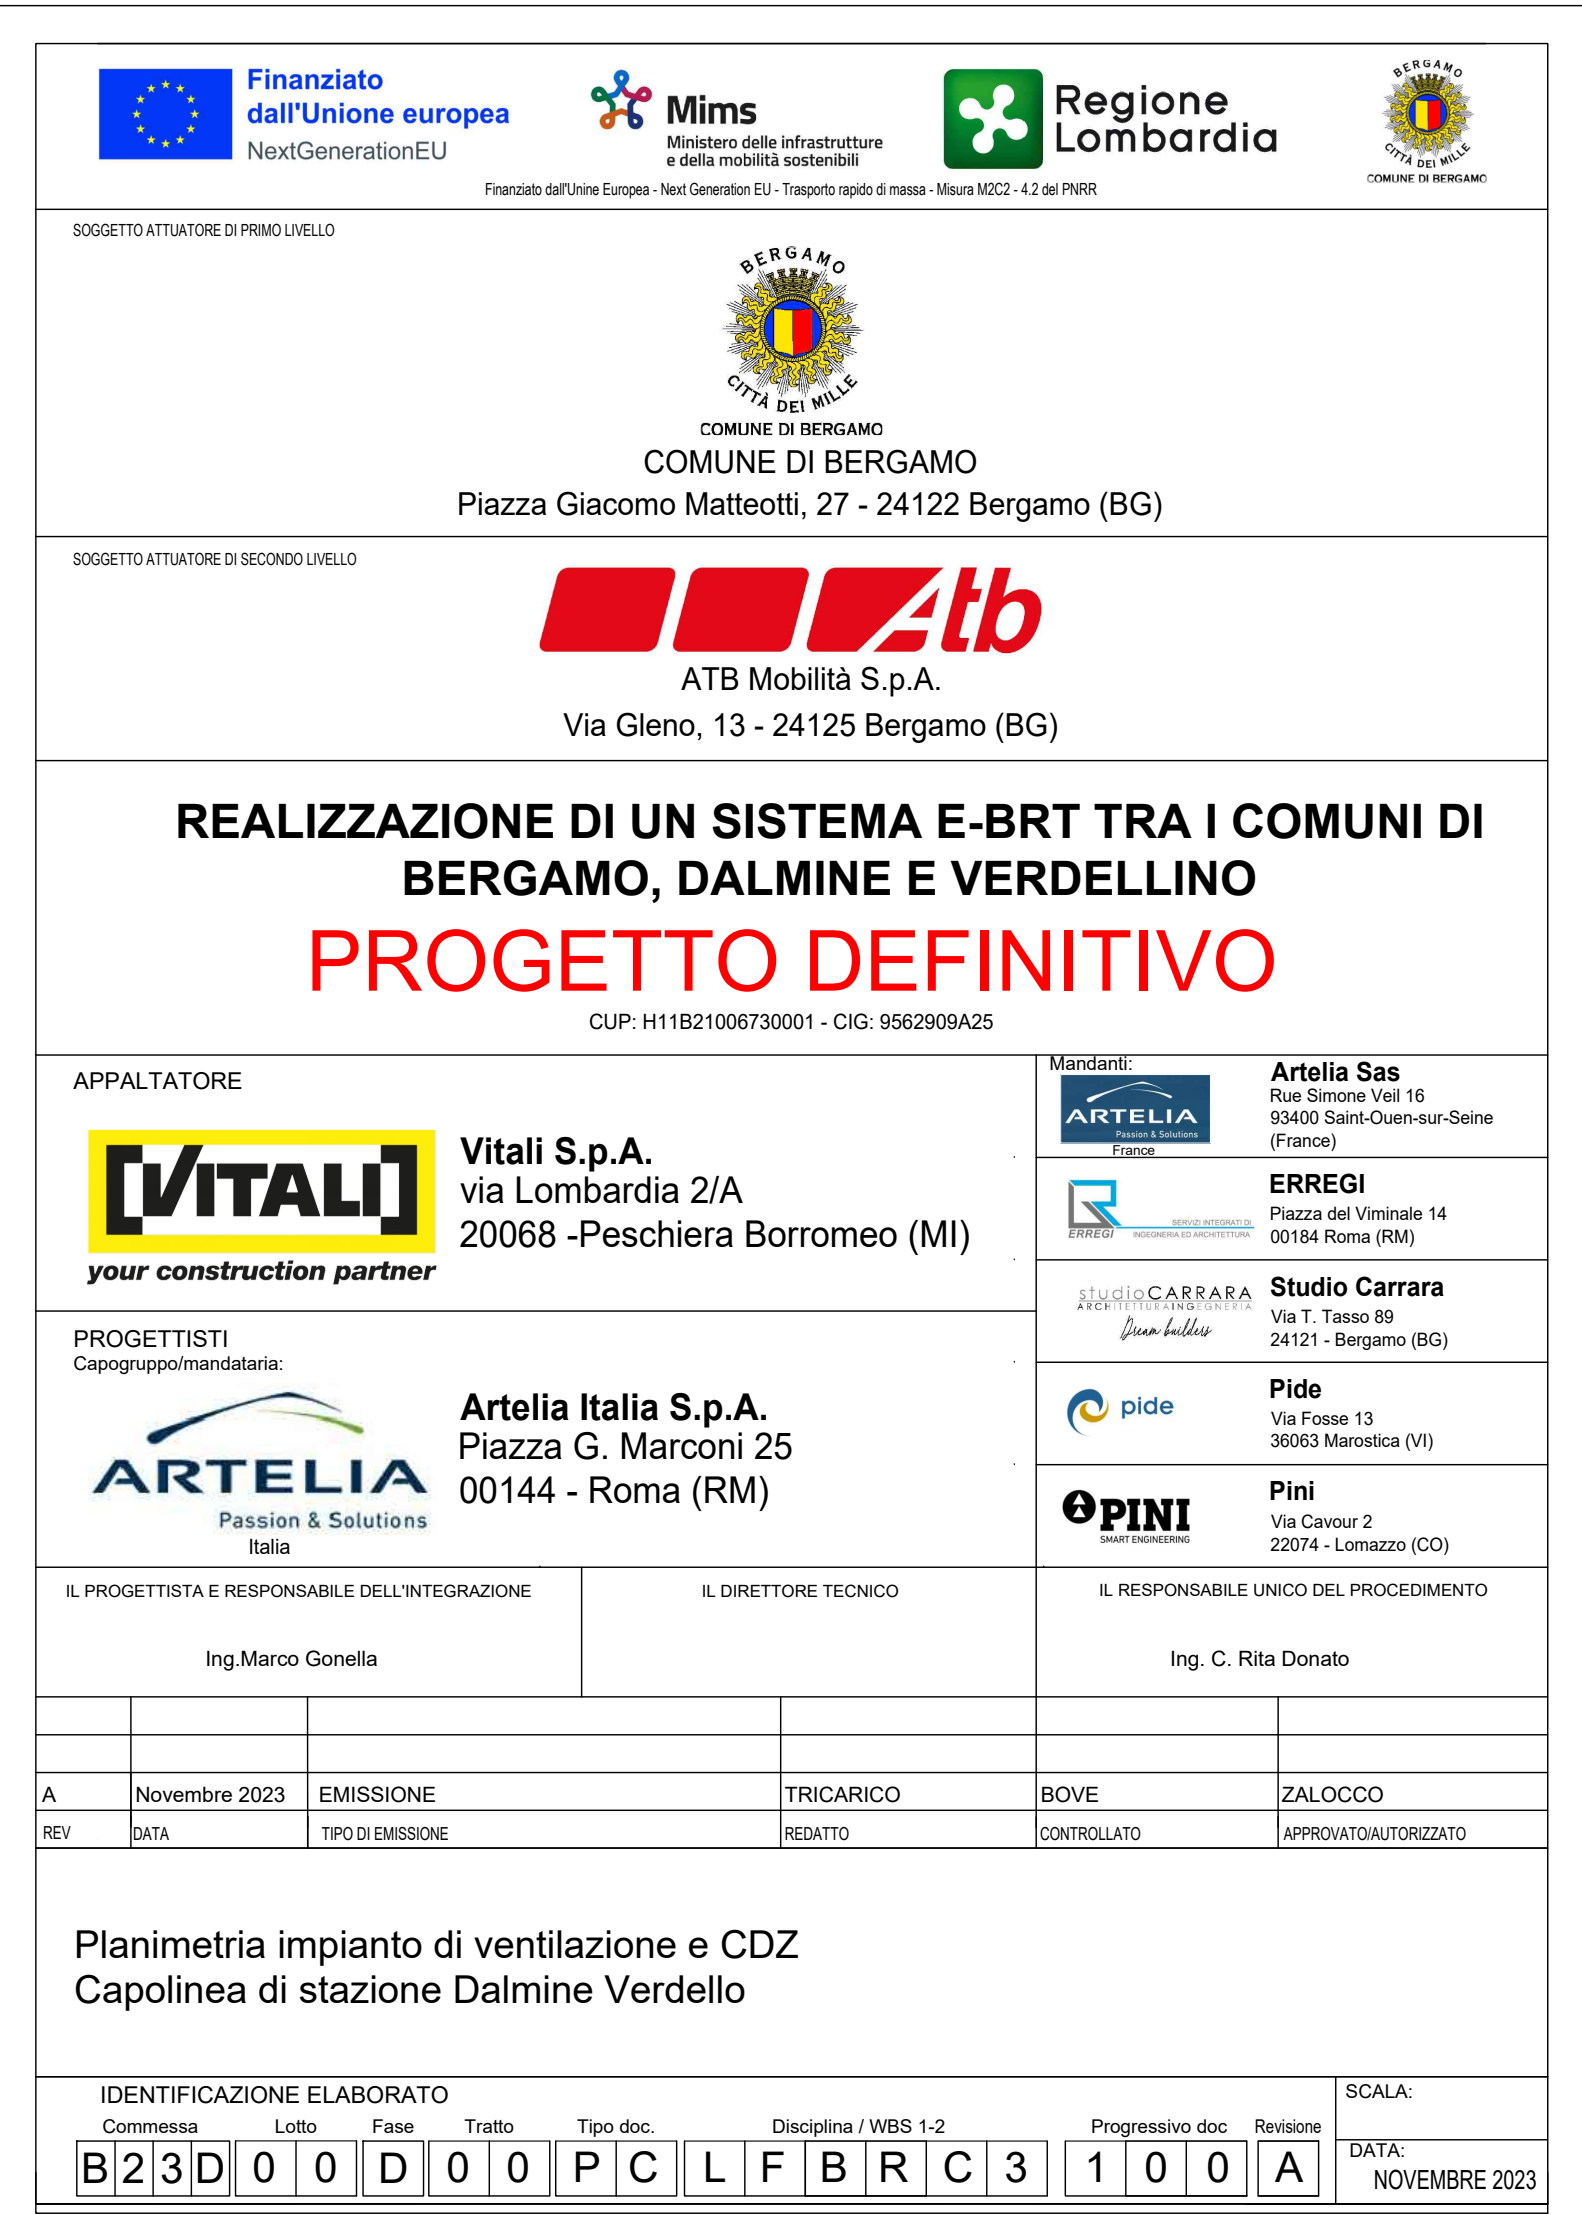 Finanziato
dall'Unione europea
NextGenerationEU
Mims
Ministero delle infrastrutture
e della mobilità sostenibili
Regione
Lombardia
BERGAMO
CITTÀ DEI MILLE
COMUNE DI BERGAMO
Finanziato dall'Unine Europea - Next Generation EU - Trasporto rapido di massa - Misura M2C2 - 4.2 del PNRR
SOGGETTO ATTUATORE DI PRIMO LIVELLO
BERGAMO
CITTÀ DEI MILLE
COMUNE DI BERGAMO
COMUNE DI BERGAMO
Piazza Giacomo Matteotti, 27 - 24122 Bergamo (BG)
SOGGETTO ATTUATORE DI SECONDO LIVELLO
Atb
ATB Mobilità S.p.A.
Via Gleno, 13 - 24125 Bergamo (BG)
REALIZZAZIONE DI UN SISTEMA E-BRT TRA I COMUNI DI
BERGAMO, DALMINE E VERDELLINO
PROGETTO DEFINITIVO
CUP: H11B21006730001 - CIG: 9562909A25
APPALTATORE
VITALI
your construction partner
Vitali S.p.A.
via Lombardia 2/A
20068 -Peschiera Borromeo (MI)
PROGETTISTI
Capogruppo/mandataria:
ARTELIA
Passion & Solutions
Italia
Artelia Italia S.p.A.
Piazza G. Marconi 25
00144 - Roma (RM)
Mandanti:
ARTELIA
Passion & Solutions
France
Artelia Sas
Rue Simone Veil 16
93400 Saint-Ouen-sur-Seine
(France)
ERREGI
SERVIZI INTEGRATI DI
INGEGNERIA ED ARCHITETTURA
ERREGI
Piazza del Viminale 14
00184 Roma (RM)
studioCARRARA
ARCHITETTURAINGEGNERIA
Dream builders
Studio Carrara
Via T. Tasso 89
24121 - Bergamo (BG)
pide
Pide
Via Fosse 13
36063 Marostica (VI)
PINI
SMART ENGINEERING
Pini
Via Cavour 2
22074 - Lomazzo (CO)
IL PROGETTISTA E RESPONSABILE DELL'INTEGRAZIONE
Ing.Marco Gonella
IL DIRETTORE TECNICO
IL RESPONSABILE UNICO DEL PROCEDIMENTO
Ing. C. Rita Donato
A Novembre 2023 EMISSIONE TRICARICO BOVE ZALOCCO
REV DATA TIPO DI EMISSIONE REDATTO CONTROLLATO APPROVATO/AUTORIZZATO
Planimetria impianto di ventilazione e CDZ
Capolinea di stazione Dalmine Verdello
IDENTIFICAZIONE ELABORATO
Commessa Lotto Fase Tratto Tipo doc. Disciplina / WBS 1-2 Progressivo doc Revisione
B 2 3 D 0 0 D 0 0 P C L F B R C 3 1 0 0 A
SCALA:
DATA:
NOVEMBRE 2023